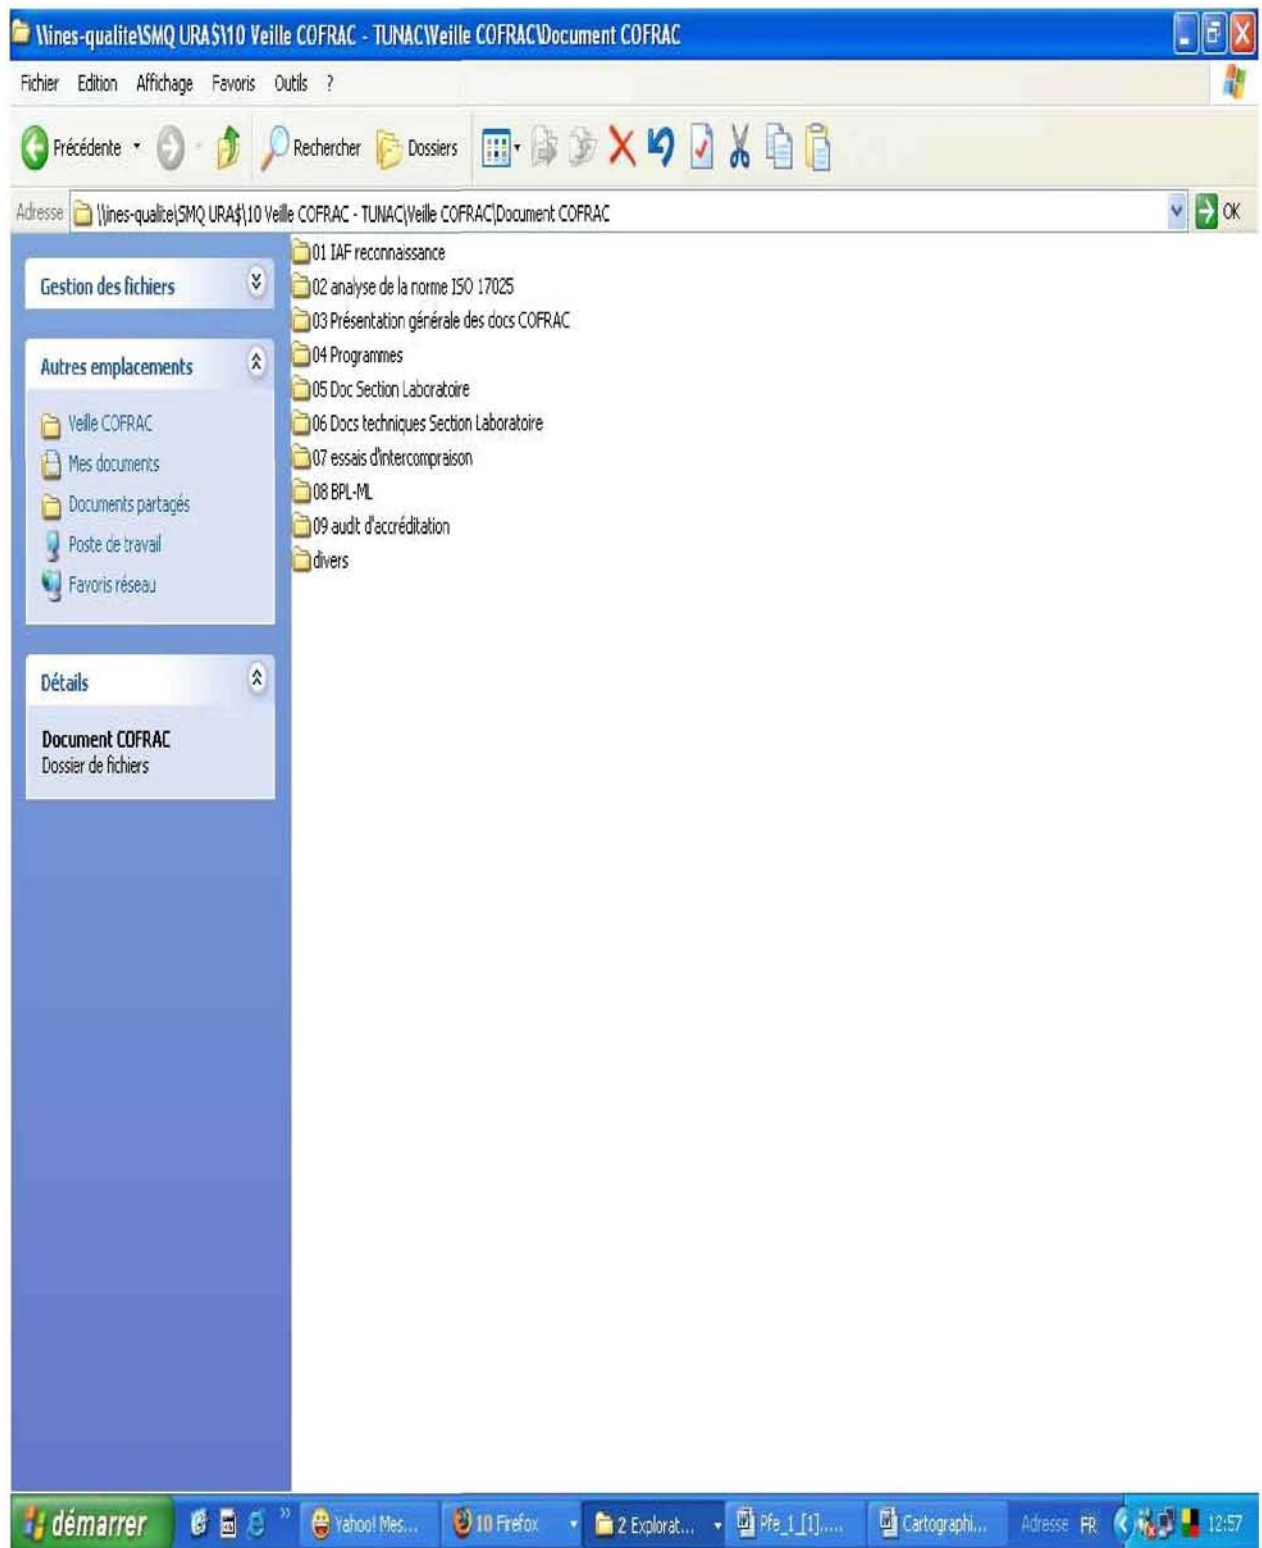 \\ines-qualite\SMQ URA$\10 Veille COFRAC - TUNAC\Veille COFRAC\Document COFRAC
Fichier Edition Affichage Favoris Outils ?
Précédente Rechercher Dossiers
Adresse \\ines-qualite\SMQ URA$\10 Veille COFRAC - TUNAC\Veille COFRAC\Document COFRAC OK
Gestion des fichiers
Autres emplacements
Veille COFRAC
Mes documents
Documents partagés
Poste de travail
Favoris réseau
Détails
Document COFRAC
Dossier de fichiers
01 IAF reconnaissance
02 analyse de la norme ISO 17025
03 Présentation générale des docs COFRAC
04 Programmes
05 Doc Section Laboratoire
06 Docs techniques Section Laboratoire
07 essais d'intercompraison
08 BPL-ML
09 audit d'accréditation
divers
démarrer » Yahoo! Mes... 10 Firefox 2 Explorat... Pfe_1_[1]..... Cartographi... Adresse FR 12:57